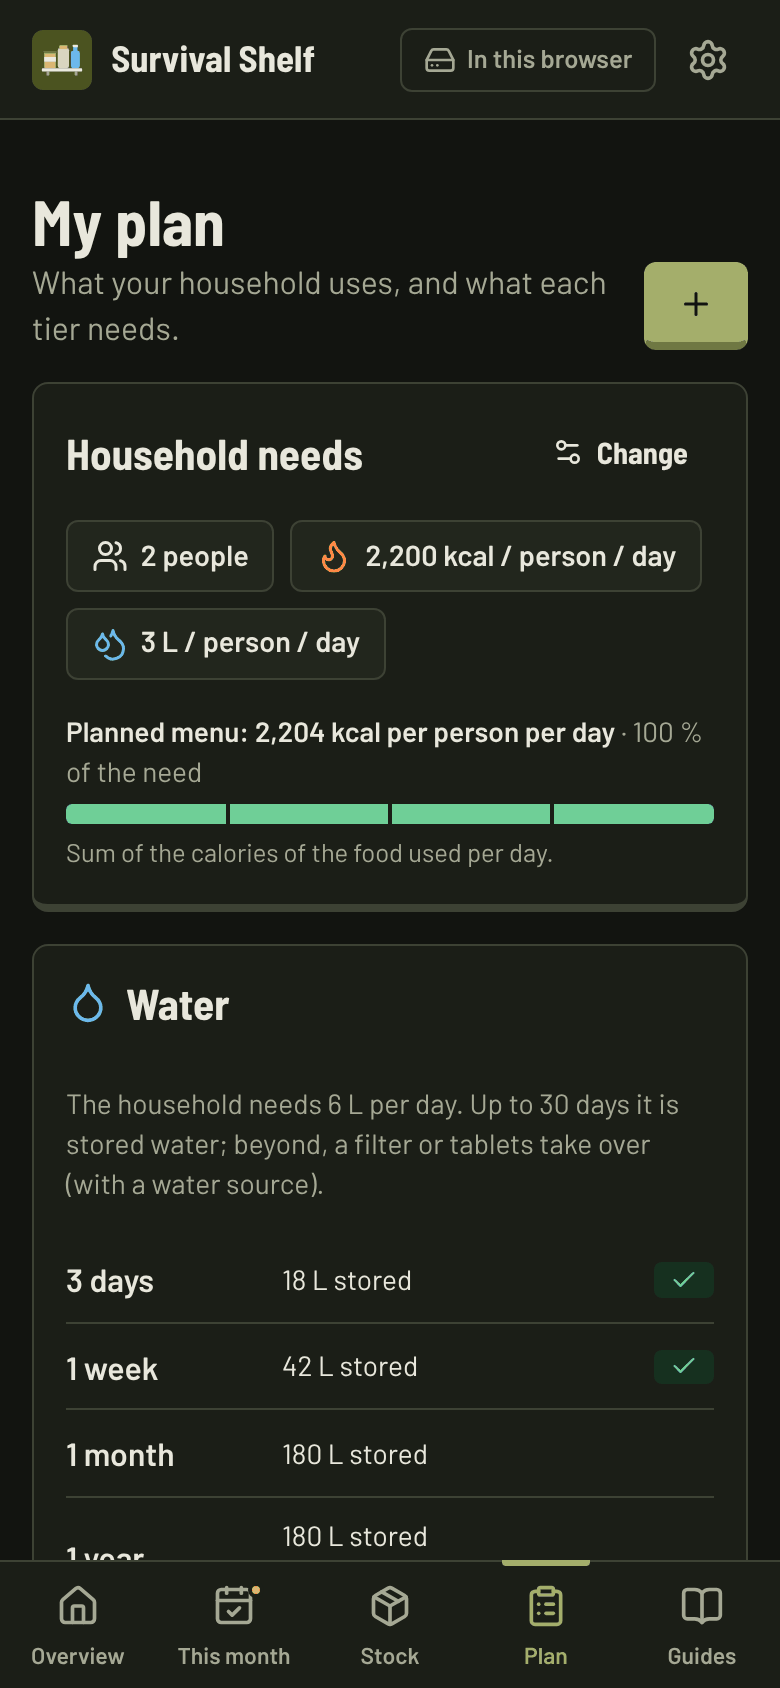 Survival Shelf
In this browser
My plan
What your household uses, and what each
tier needs.
Household needs
Change
2 people
2,200 kcal / person / day
3 L / person / day
Planned menu: 2,204 kcal per person per day · 100 %
of the need
Sum of the calories of the food used per day.
Water
The household needs 6 L per day. Up to 30 days it is
stored water; beyond, a filter or tablets take over
(with a water source).
3 days
18 L stored
1 week
42 L stored
1 month
180 L stored
1 year
180 L stored
Overview
This month
Stock
Plan
Guides